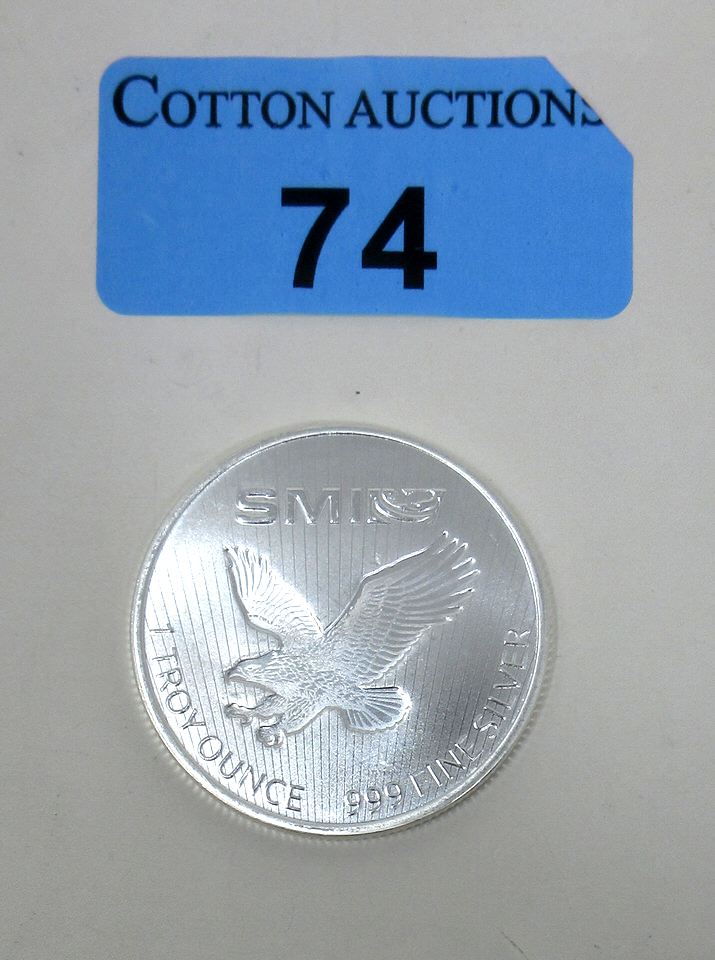 COTTON AUCTIONS
74
SMI
1 TROY OUNCE .999 FINE SILVER